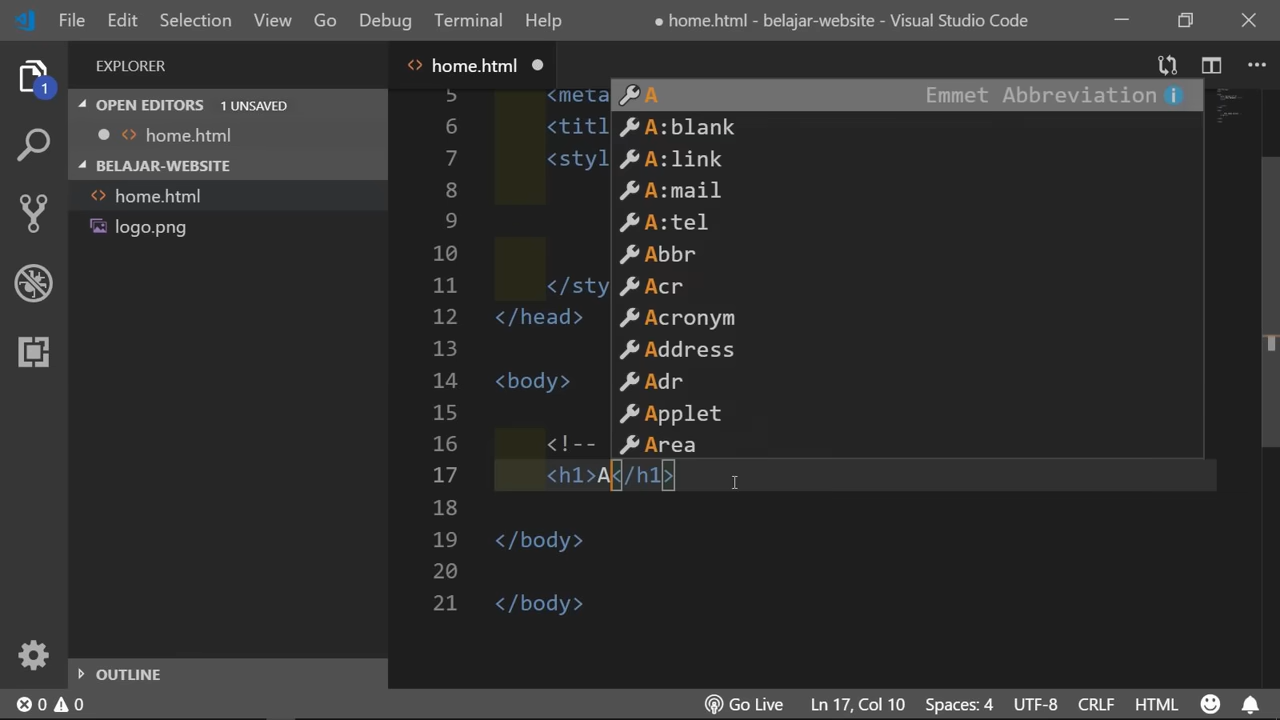 File Edit Selection View Go Debug Terminal Help ● home.html - belajar-website - Visual Studio Code
EXPLORER
OPEN EDITORS 1 UNSAVED
● <> home.html
BELAJAR-WEBSITE
<> home.html
logo.png
OUTLINE
1
<> home.html ●
5 <meta
6 <titl
7 <styl
8
9
10
11 </sty
12 </head>
13
14 <body>
15
16 <!--
17 <h1>A</h1>
18
19 </body>
20
21 </body>
A Emmet Abbreviation
A:blank
A:link
A:mail
A:tel
Abbr
Acr
Acronym
Address
Adr
Applet
Area
0 0 Go Live Ln 17, Col 10 Spaces: 4 UTF-8 CRLF HTML